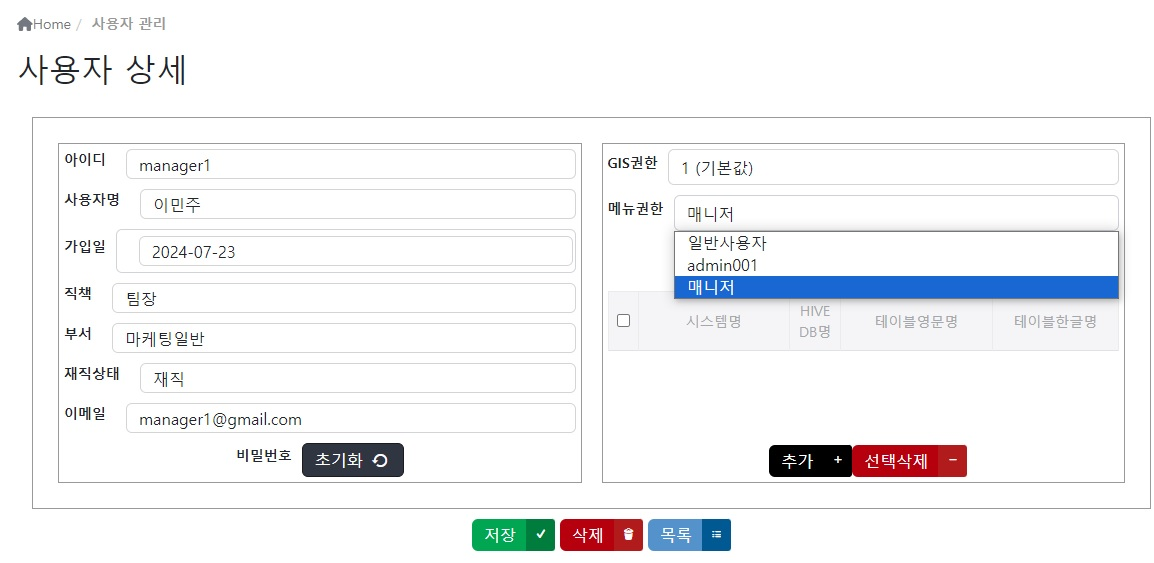 Home / 사용자 관리
사용자 상세
아이디 manager1
사용자명 이민주
가입일 2024-07-23
직책 팀장
부서 마케팅일반
재직상태 재직
이메일 manager1@gmail.com
비밀번호 초기화
GIS권한 1 (기본값)
메뉴권한 매니저
일반사용자
admin001
매니저
시스템명 HIVE DB명 테이블영문명 테이블한글명
추가 + 선택삭제 −
저장 삭제 목록